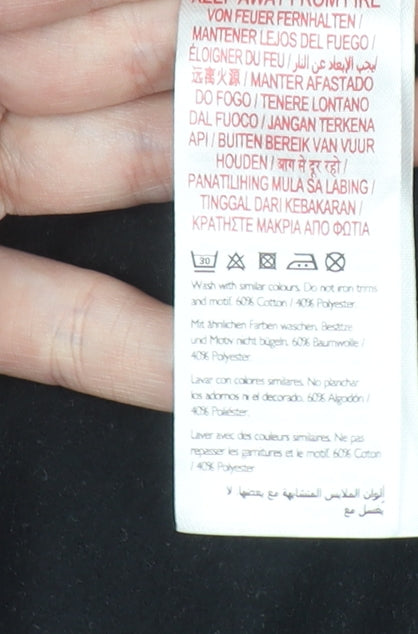 KEEP AWAY FROM FIRE
VON FEUER FERNHALTEN /
MANTENER LEJOS DEL FUEGO /
ÉLOIGNER DU FEU / يجب الإبعاد عن النار /
远离火源 / MANTER AFASTADO
DO FOGO / TENERE LONTANO
DAL FUOCO / JANGAN TERKENA
API / BUITEN BEREIK VAN VUUR
HOUDEN / आग से दूर रहो /
PANATILIHING MULA SA LABING /
TINGGAL DARI KEBAKARAN /
ΚΡΑΤΗΣΤΕ ΜΑΚΡΙΑ ΑΠΟ ΦΩΤΙΑ
30
Wash with similar colours. Do not iron trims
and motif. 60% Cotton / 40% Polyester
Mit ähnlichen Farben waschen. Besätze
und Motiv nicht bügeln. 60% Baumwolle /
40% Polyester
Lavar con colores similares. No planchar
los adornos ni el decorado. 60% Algodón /
40% Poliéster.
Laver avec des couleurs similaires. Ne pas
repasser les garnitures et le motif. 60% Coton
/ 40% Polyester
ألوان الملابس المتشابهة مع بعضها. لا
يغسل مع